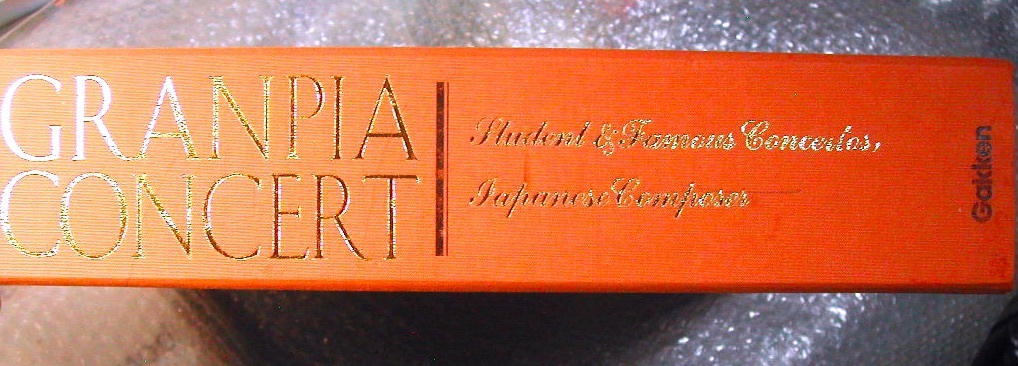 GRANPIA
CONCERT
Student & Famous Concertos,
Japanese Composer
Gakken